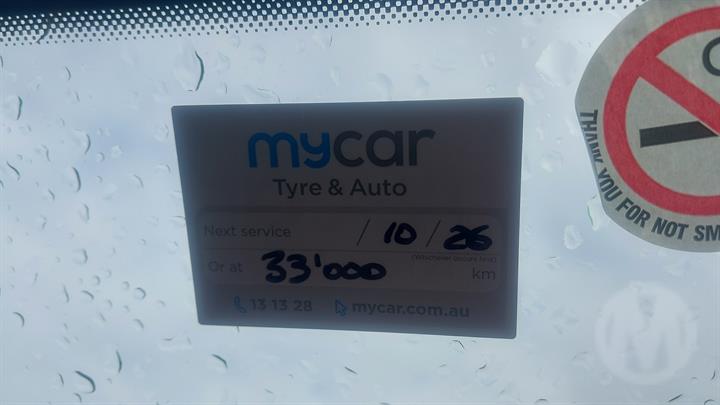 mycar
Tyre & Auto
Next service / 10 / 26
(Whichever occurs first)
Or at 33'000 km
13 13 28 mycar.com.au
THANK YOU FOR NOT SM